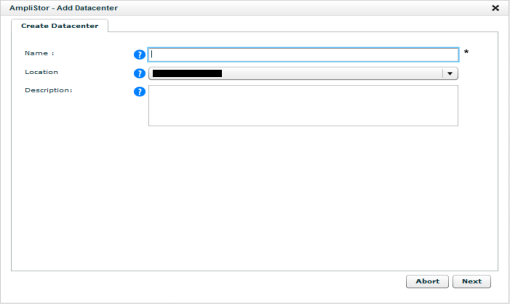 AmpliStor - Add Datacenter
Create Datacenter
Name :
*
Location
Description:
Abort
Next